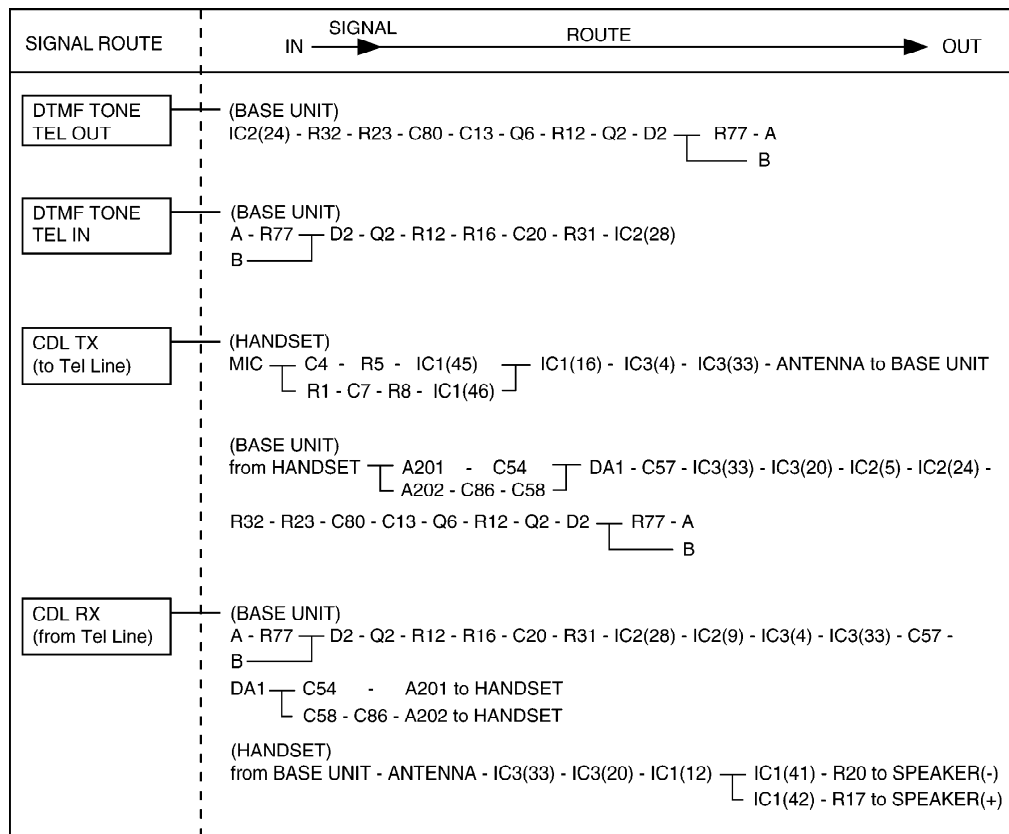 SIGNAL ROUTE
IN SIGNAL ROUTE OUT
DTMF TONE
TEL OUT
(BASE UNIT)
IC2(24) - R32 - R23 - C80 - C13 - Q6 - R12 - Q2 - D2 R77 - A
B
DTMF TONE
TEL IN
(BASE UNIT)
A - R77 D2 - Q2 - R12 - R16 - C20 - R31 - IC2(28)
B
CDL TX
(to Tel Line)
(HANDSET)
MIC C4 - R5 - IC1(45) IC1(16) - IC3(4) - IC3(33) - ANTENNA to BASE UNIT
R1 - C7 - R8 - IC1(46)
(BASE UNIT)
from HANDSET A201 - C54 DA1 - C57 - IC3(33) - IC3(20) - IC2(5) - IC2(24) -
A202 - C86 - C58
R32 - R23 - C80 - C13 - Q6 - R12 - Q2 - D2 R77 - A
B
CDL RX
(from Tel Line)
(BASE UNIT)
A - R77 D2 - Q2 - R12 - R16 - C20 - R31 - IC2(28) - IC2(9) - IC3(4) - IC3(33) - C57 -
B
DA1 C54 - A201 to HANDSET
C58 - C86 - A202 to HANDSET
(HANDSET)
from BASE UNIT - ANTENNA - IC3(33) - IC3(20) - IC1(12) IC1(41) - R20 to SPEAKER(-)
IC1(42) - R17 to SPEAKER(+)